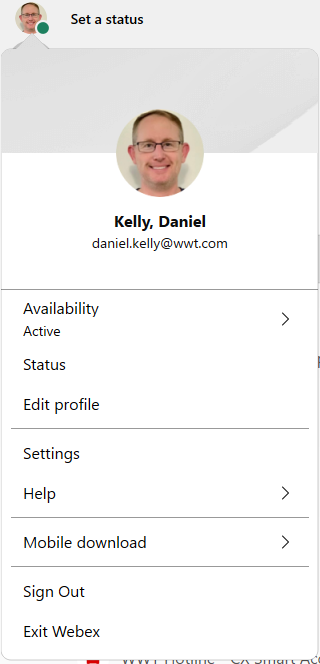 Set a status
Kelly, Daniel
daniel.kelly@wwt.com
Availability
Active
Status
Edit profile
Settings
Help
Mobile download
Sign Out
Exit Webex